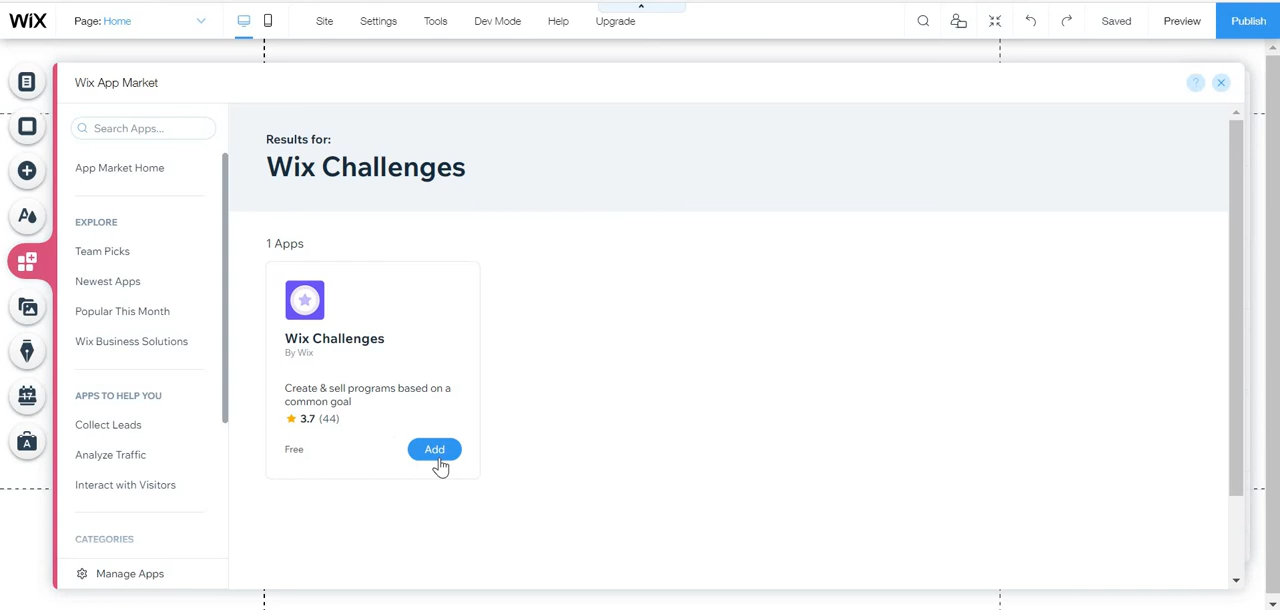 WiX
Page: Home
Site
Settings
Tools
Dev Mode
Help
Upgrade
Saved
Preview
Publish
Wix App Market
?
Search Apps...
App Market Home
EXPLORE
Team Picks
Newest Apps
Popular This Month
Wix Business Solutions
APPS TO HELP YOU
Collect Leads
Analyze Traffic
Interact with Visitors
CATEGORIES
Manage Apps
Results for:
Wix Challenges
1 Apps
Wix Challenges
By Wix
Create & sell programs based on a
common goal
3.7 (44)
Free
Add
A
17
A